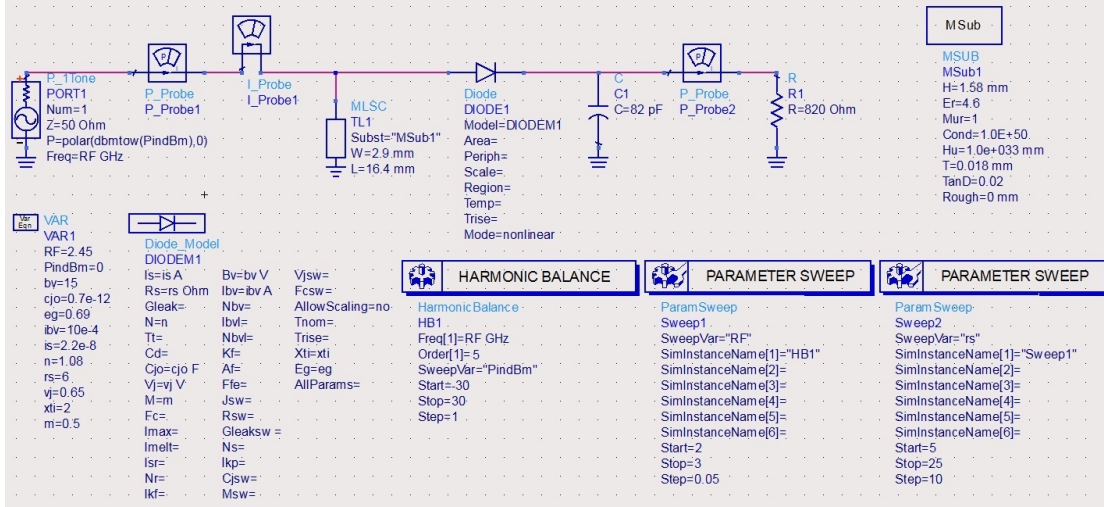 P_1Tone
PORT1
Num=1
Z=50 Ohm
P=polar(dbmtow(PindBm),0)
Freq=RF GHz
P
P_Probe
P_Probe1
I_Probe
I_Probe1
MLSC
TL1
Subst="MSub1"
W=2.9 mm
L=16.4 mm
Diode
DIODE1
Model=DIODEM1
Area=
Periph=
Scale=
Region=
Temp=
Trise=
Mode=nonlinear
C
C1
C=82 pF
P
P_Probe
P_Probe2
R
R1
R=820 Ohm
MSub
MSUB
MSub1
H=1.58 mm
Er=4.6
Mur=1
Cond=1.0E+50
Hu=1.0e+033 mm
T=0.018 mm
TanD=0.02
Rough=0 mm
Var
Eqn
VAR
VAR1
RF=2.45
PindBm=0
bv=15
cjo=0.7e-12
eg=0.69
ibv=10e-4
is=2.2e-8
n=1.08
rs=6
vj=0.65
xti=2
m=0.5
Diode_Model
DIODEM1
Is=is A
Rs=rs Ohm
Gleak=
N=n
Tt=
Cd=
Cjo=cjo F
Vj=vj V
M=m
Fc=
Imax=
Imelt=
Isr=
Nr=
Ikf=
Bv=bv V
Ibv=ibv A
Nbv=
Ibvl=
Nbvl=
Kf=
Af=
Ffe=
Jsw=
Rsw=
Gleaksw =
Ns=
Ikp=
Cjsw=
Msw=
Vjsw=
Fcsw=
AllowScaling=no
Tnom=
Trise=
Xti=xti
Eg=eg
AllParams=
HARMONIC BALANCE
HarmonicBalance
HB1
Freq[1]=RF GHz
Order[1]=5
SweepVar="PindBm"
Start=-30
Stop=30
Step=1
PARAMETER SWEEP
ParamSweep
Sweep1
SweepVar="RF"
SimInstanceName[1]="HB1"
SimInstanceName[2]=
SimInstanceName[3]=
SimInstanceName[4]=
SimInstanceName[5]=
SimInstanceName[6]=
Start=2
Stop=3
Step=0.05
PARAMETER SWEEP
ParamSweep
Sweep2
SweepVar="rs"
SimInstanceName[1]="Sweep1"
SimInstanceName[2]=
SimInstanceName[3]=
SimInstanceName[4]=
SimInstanceName[5]=
SimInstanceName[6]=
Start=5
Stop=25
Step=10